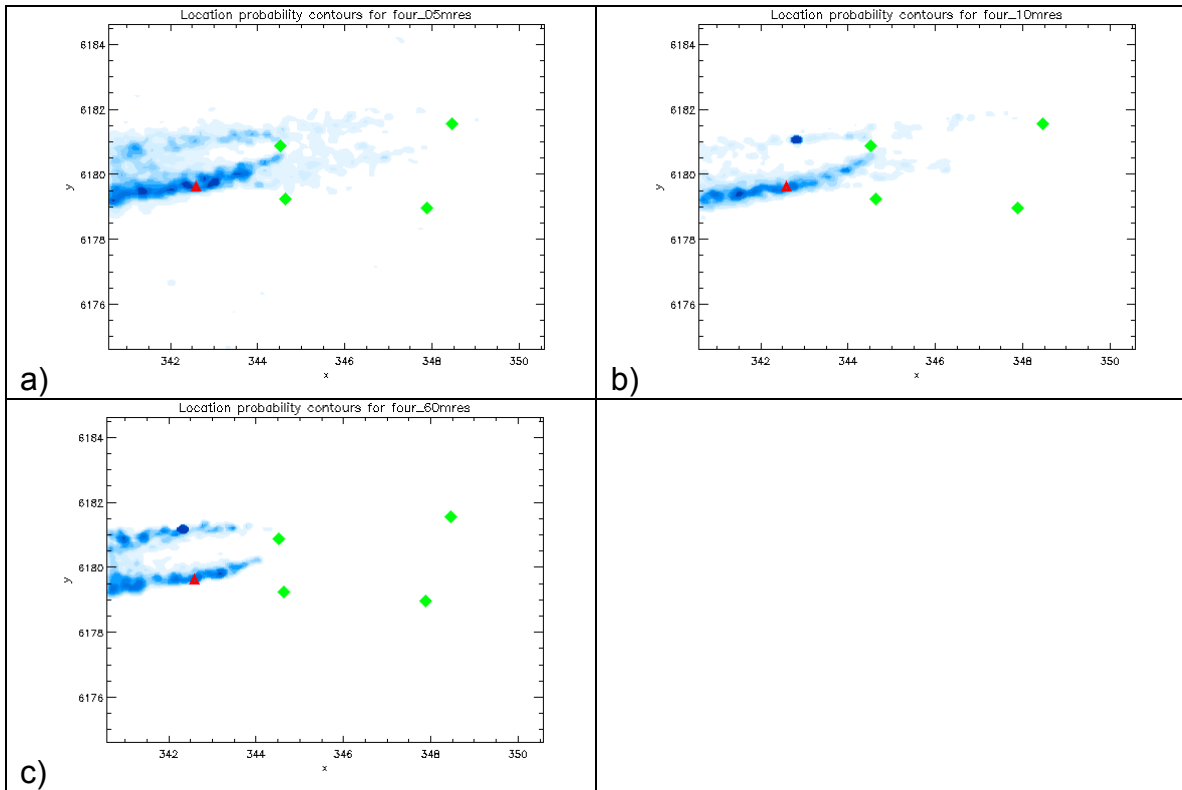 Location probability contours for four_05mres
6184
6182
6180
6178
6176
y
342 344 346 348 350
x
a)
Location probability contours for four_10mres
6184
6182
6180
6178
6176
y
342 344 346 348 350
x
b)
Location probability contours for four_60mres
6184
6182
6180
6178
6176
y
342 344 346 348 350
x
c)